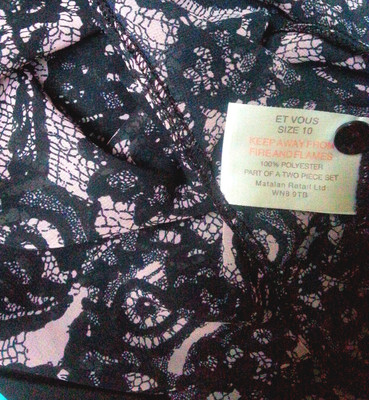 ET VOUS
SIZE 10
KEEP AWAY FROM
FIRE AND FLAMES
100% POLYESTER
PART OF A TWO PIECE SET
Matalan Retail Ltd
WN8 9TB